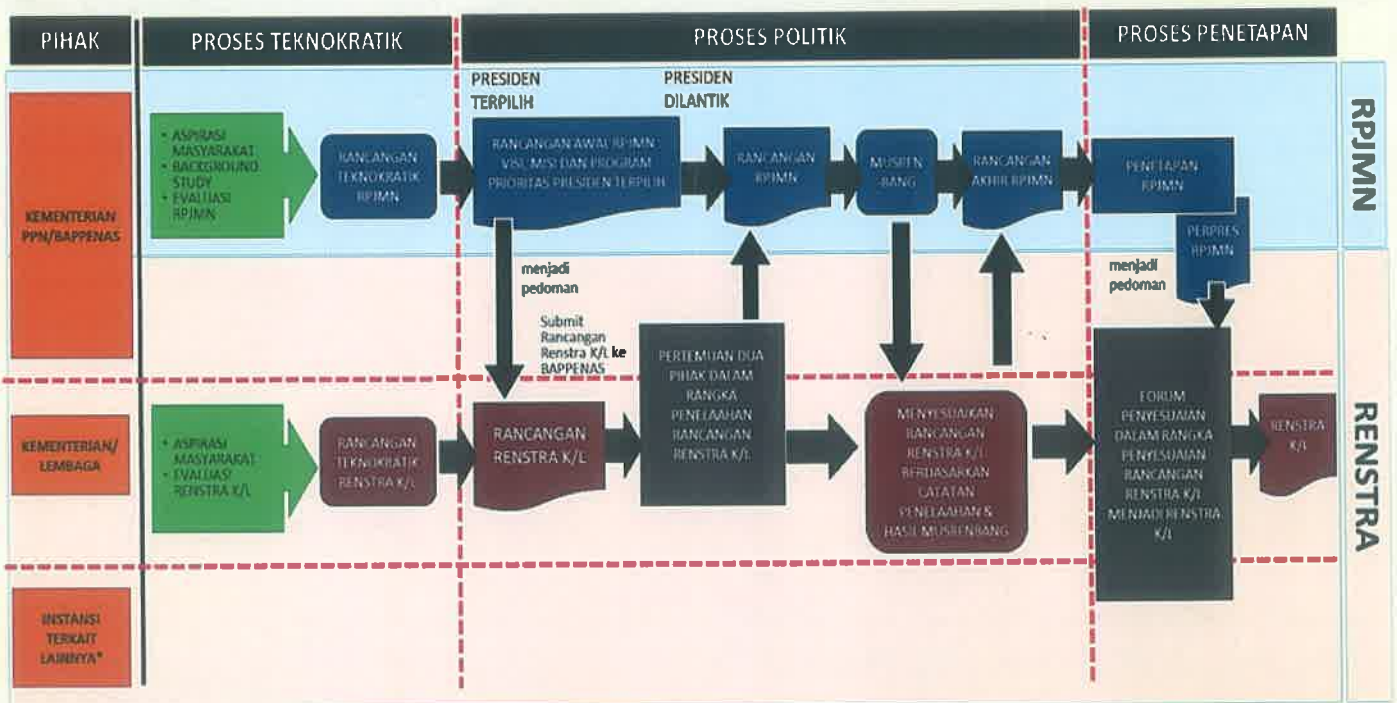 PIHAK
PROSES TEKNOKRATIK
PROSES POLITIK
PROSES PENETAPAN
KEMENTERIAN
PPN/BAPPENAS
• ASPIRASI
MASYARAKAT
• BACKGROUND
STUDY
• EVALUASI
RPJMN
RANCANGAN
TEKNOKRATIK
RPJMN
PRESIDEN
TERPILIH
RANCANGAN AWAL RPJMN
VISI, MISI DAN PROGRAM
PRIORITAS PRESIDEN TERPILIH
PRESIDEN
DILANTIK
RANCANGAN
RPJMN
MUSREN
-BANG
RANCANGAN
AKHIR RPJMN
PENETAPAN
RPJMN
PERPRES
RPJMN
RPJMN
menjadi
pedoman
Submit
Rancangan
Renstra K/L ke
BAPPENAS
menjadi
pedoman
KEMENTERIAN/
LEMBAGA
• ASPIRASI
MASYARAKAT
• EVALUASI
RENSTRA K/L
RANCANGAN
TEKNOKRATIK
RENSTRA K/L
RANCANGAN
RENSTRA K/L
PERTEMUAN DUA
PIHAK DALAM
RANGKA
PENELAAHAN
RANCANGAN
RENSTRA K/L
MENYESUAIKAN
RANCANGAN
RENSTRA K/L
BERDASARKAN
CATATAN
PENELAAHAN &
HASIL MUSRENBANG
FORUM
PENYESUAIAN
DALAM RANGKA
PENYESUAIAN
RANCANGAN
RENSTRA K/L
MENJADI RENSTRA
K/L
RENSTRA
K/L
RENSTRA
INSTANSI
TERKAIT
LAINNYA*